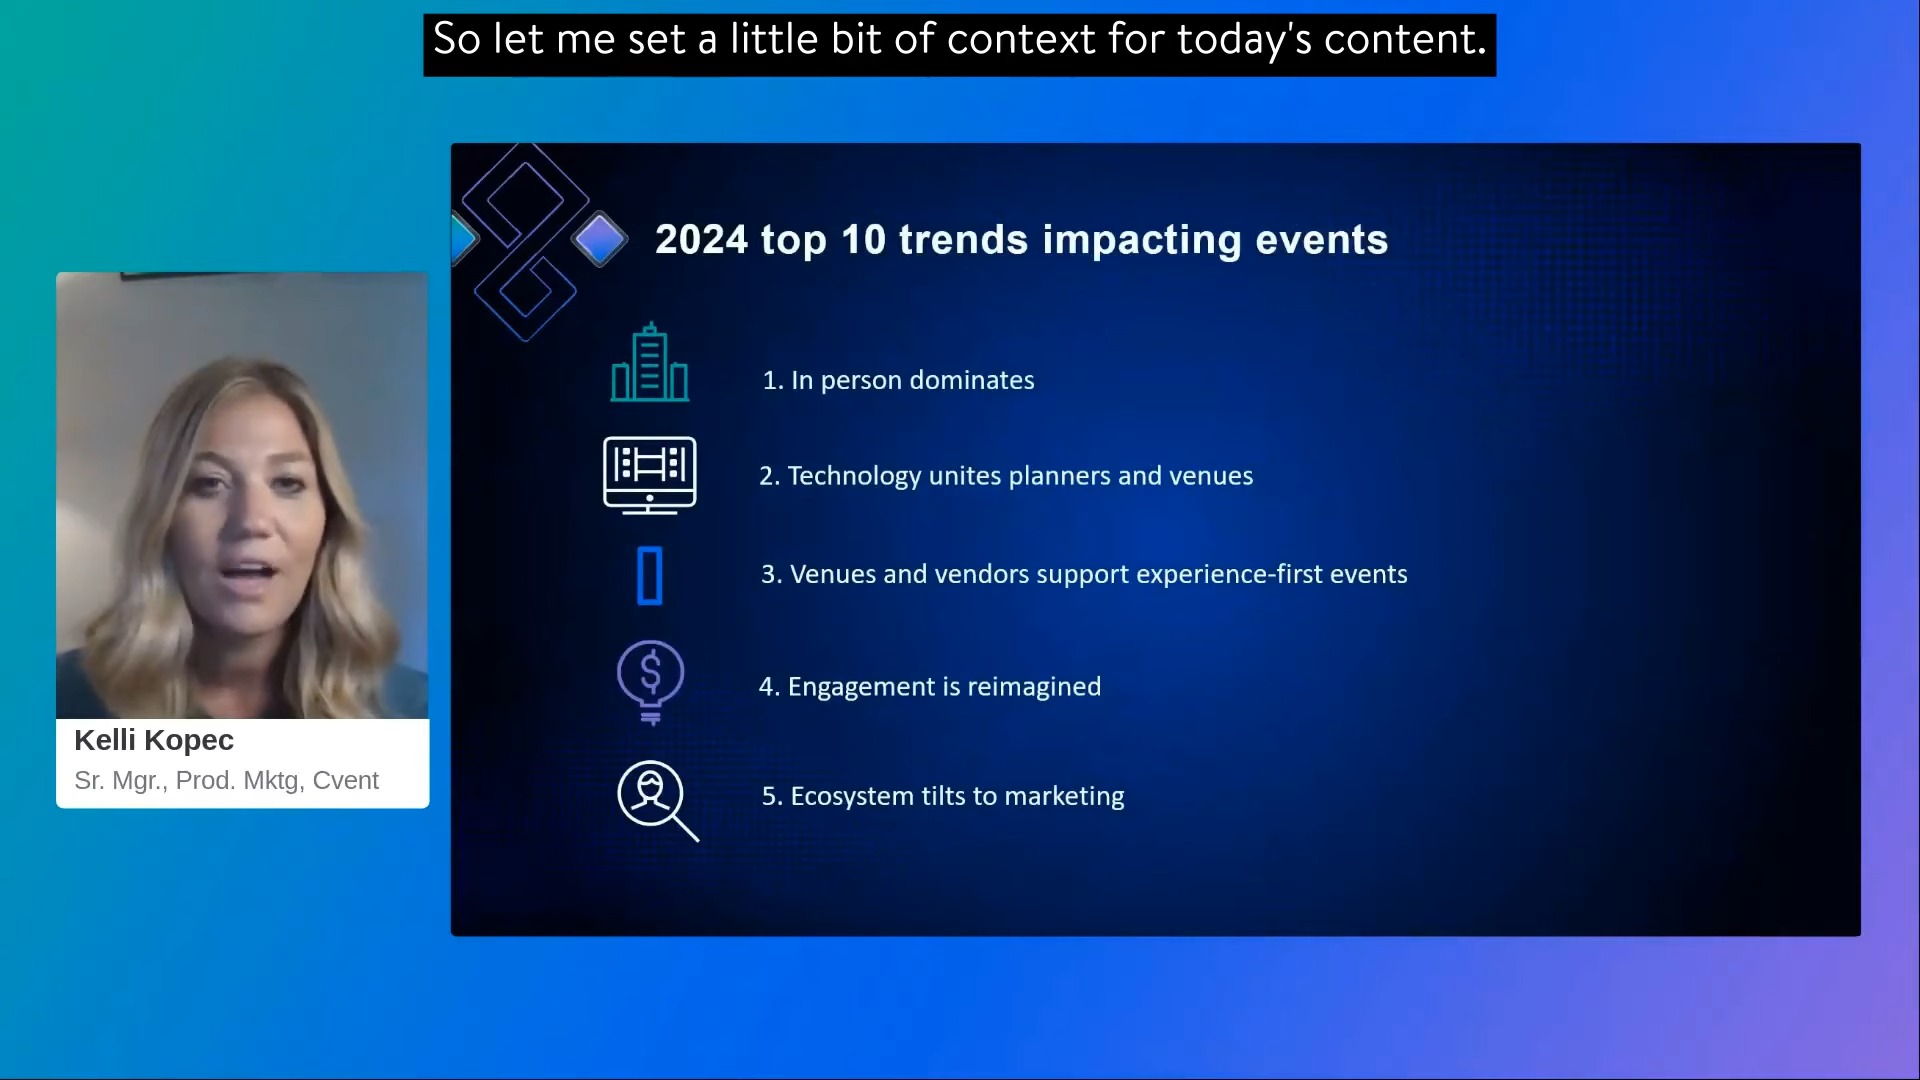 So let me set a little bit of context for today's content.
2024 top 10 trends impacting events
1. In person dominates
2. Technology unites planners and venues
3. Venues and vendors support experience-first events
4. Engagement is reimagined
5. Ecosystem tilts to marketing
Kelli Kopec
Sr. Mgr., Prod. Mktg, Cvent